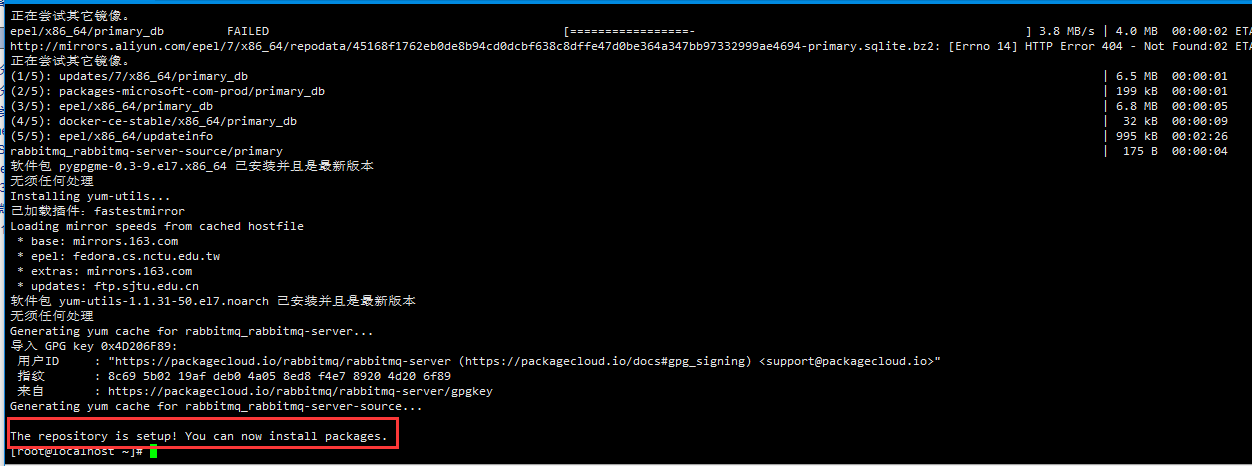 正在尝试其它镜像。
epel/x86_64/primary_db FAILED [==================- ] 3.8 MB/s | 4.0 MB 00:00:02 ETA
http://mirrors.aliyun.com/epel/7/x86_64/repodata/45168f1762eb0de8b94cd0dcbf638c8dffe47d0be364a347bb97332999ae4694-primary.sqlite.bz2: [Errno 14] HTTP Error 404 - Not Found:02 ETA
正在尝试其它镜像。
(1/5): updates/7/x86_64/primary_db | 6.5 MB 00:00:01
(2/5): packages-microsoft-com-prod/primary_db | 199 kB 00:00:01
(3/5): epel/x86_64/primary_db | 6.8 MB 00:00:05
(4/5): docker-ce-stable/x86_64/primary_db | 32 kB 00:00:09
(5/5): epel/x86_64/updateinfo | 995 kB 00:02:26
rabbitmq_rabbitmq-server-source/primary | 175 B 00:00:04
软件包 pygpgme-0.3-9.el7.x86_64 已安装并且是最新版本
无须任何处理
Installing yum-utils...
已加载插件：fastestmirror
Loading mirror speeds from cached hostfile
* base: mirrors.163.com
* epel: fedora.cs.nctu.edu.tw
* extras: mirrors.163.com
* updates: ftp.sjtu.edu.cn
软件包 yum-utils-1.1.31-50.el7.noarch 已安装并且是最新版本
无须任何处理
Generating yum cache for rabbitmq_rabbitmq-server...
导入 GPG key 0x4D206F89:
用户ID : "https://packagecloud.io/rabbitmq/rabbitmq-server (https://packagecloud.io/docs#gpg_signing) <support@packagecloud.io>"
指纹 : 8c69 5b02 19af deb0 4a05 8ed8 f4e7 8920 4d20 6f89
来自 : https://packagecloud.io/rabbitmq/rabbitmq-server/gpgkey
Generating yum cache for rabbitmq_rabbitmq-server-source...
The repository is setup! You can now install packages.
[root@localhost ~]#